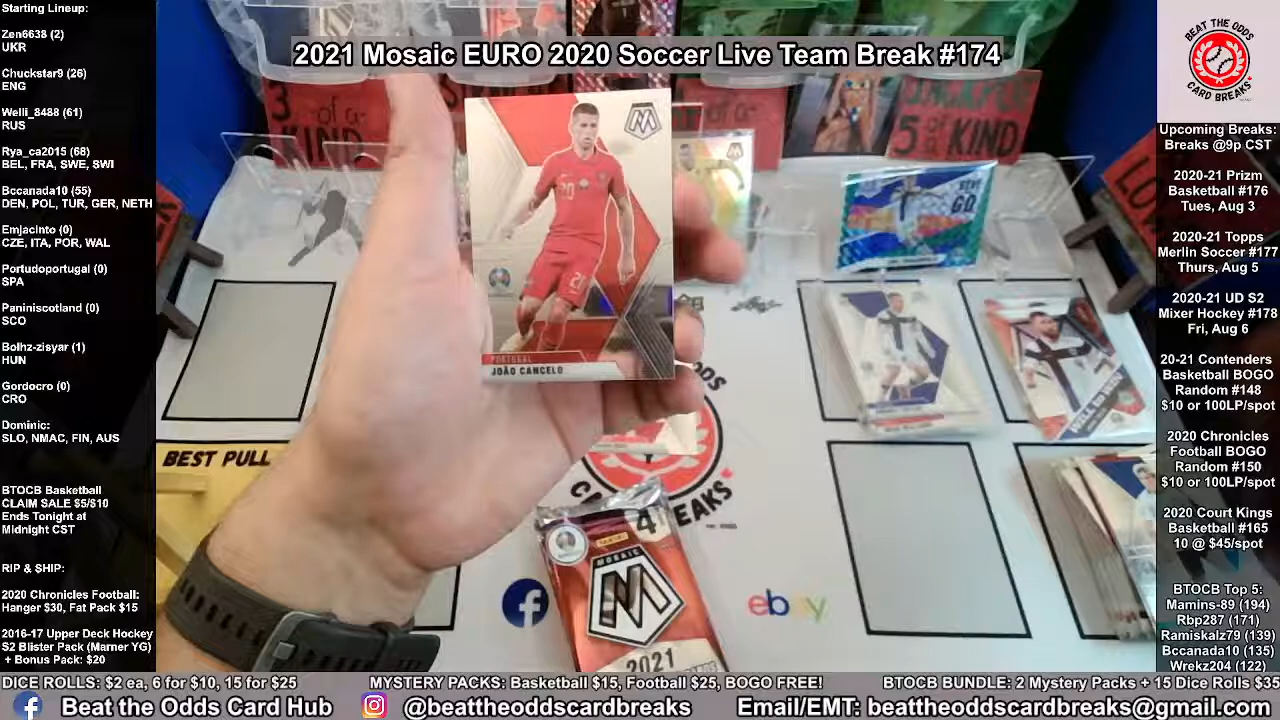 Starting Lineup:
Zen6638 (2)
UKR
Chuckstar9 (26)
ENG
Welli_8488 (61)
RUS
Rya_ca2015 (68)
BEL, FRA, SWE, SWI
Bccanada10 (55)
DEN, POL, TUR, GER, NETH
Emjacinto (0)
CZE, ITA, POR, WAL
Portudoportugal (0)
SPA
Paniniscotland (0)
SCO
Bolhz-zisyar (1)
HUN
Gordocro (0)
CRO
Dominic:
SLO, NMAC, FIN, AUS
BTOCB Basketball
CLAIM SALE $5/$10
Ends Tonight at
Midnight CST
RIP & $HIP:
2020 Chronicles Football:
Hanger $30, Fat Pack $15
2016-17 Upper Deck Hockey
S2 Blister Pack (Marner YG)
+ Bonus Pack: $20
2021 Mosaic EURO 2020 Soccer Live Team Break #174
3
of a
KIND
JACKPOT
5 of a KIND
20
21
PORTUGAL
JOÃO CANCELO
BEST PULL
BREAKS
4
PANINI
MOSAIC
2021
ebay
BEAT THE ODDS
CARD BREAKS
Upcoming Breaks:
Breaks @9p CST
2020-21 Prizm
Basketball #176
Tues, Aug 3
2020-21 Topps
Merlin Soccer #177
Thurs, Aug 5
2020-21 UD S2
Mixer Hockey #178
Fri, Aug 6
20-21 Contenders
Basketball BOGO
Random #148
$10 or 100LP/spot
2020 Chronicles
Football BOGO
Random #150
$10 or 100LP/spot
2020 Court Kings
Basketball #165
10 @ $45/spot
BTOCB Top 5:
Mamins-89 (194)
Rbp287 (171)
Ramiskalz79 (139)
Bccanada10 (135)
Wrekz204 (122)
DICE ROLLS: $2 ea, 6 for $10, 15 for $25
MYSTERY PACKS: Basketball $15, Football $25, BOGO FREE!
BTOCB BUNDLE: 2 Mystery Packs + 15 Dice Rolls $35
Beat the Odds Card Hub
@beattheoddscardbreaks
Email/EMT: beattheoddscardbreaks@gmail.com